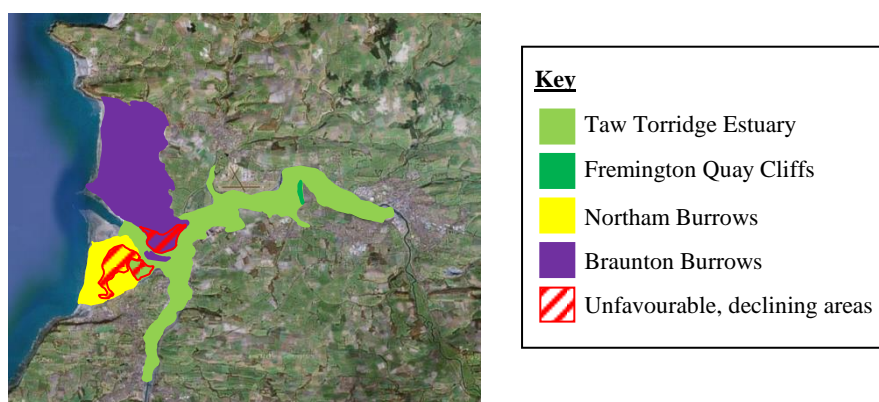 Key
Taw Torridge Estuary
Fremington Quay Cliffs
Northam Burrows
Braunton Burrows
Unfavourable, declining areas